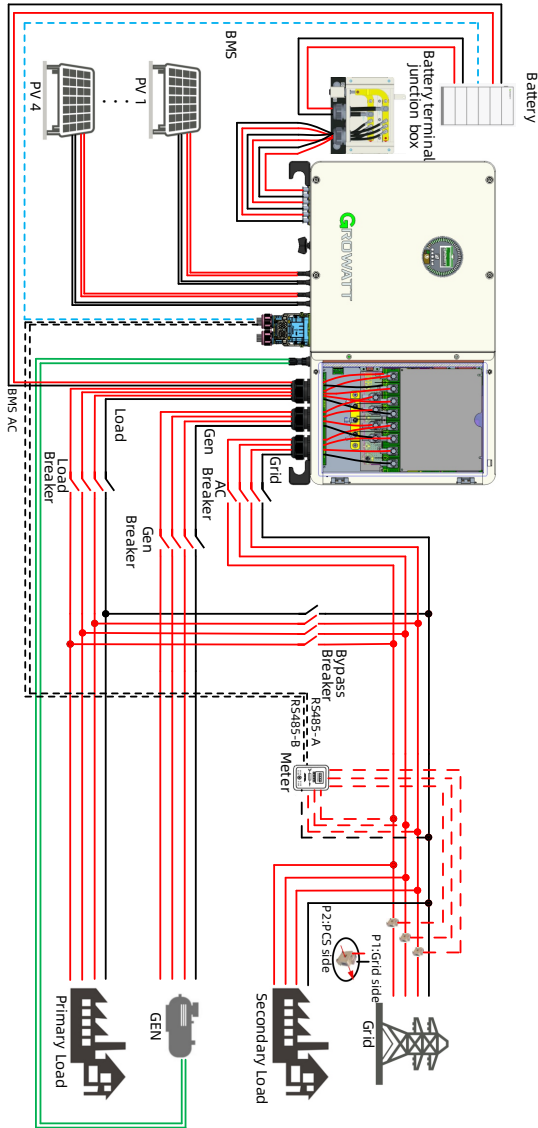 Battery
BMS
Battery terminal
junction box
PV 1
PV 4
GROWATT
BMS AC
Load
Gen
Grid
Load
Breaker
Gen
Breaker
AC
Breaker
Bypass
Breaker
RS485-A
RS485-B
Meter
P1:Grid side
P2:PCS side
Primary Load
GEN
Secondary Load
Grid